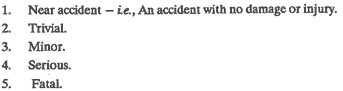 1. Near accident – i.e., An accident with no damage or injury.
2. Trivial.
3. Minor.
4. Serious.
5. Fatal.